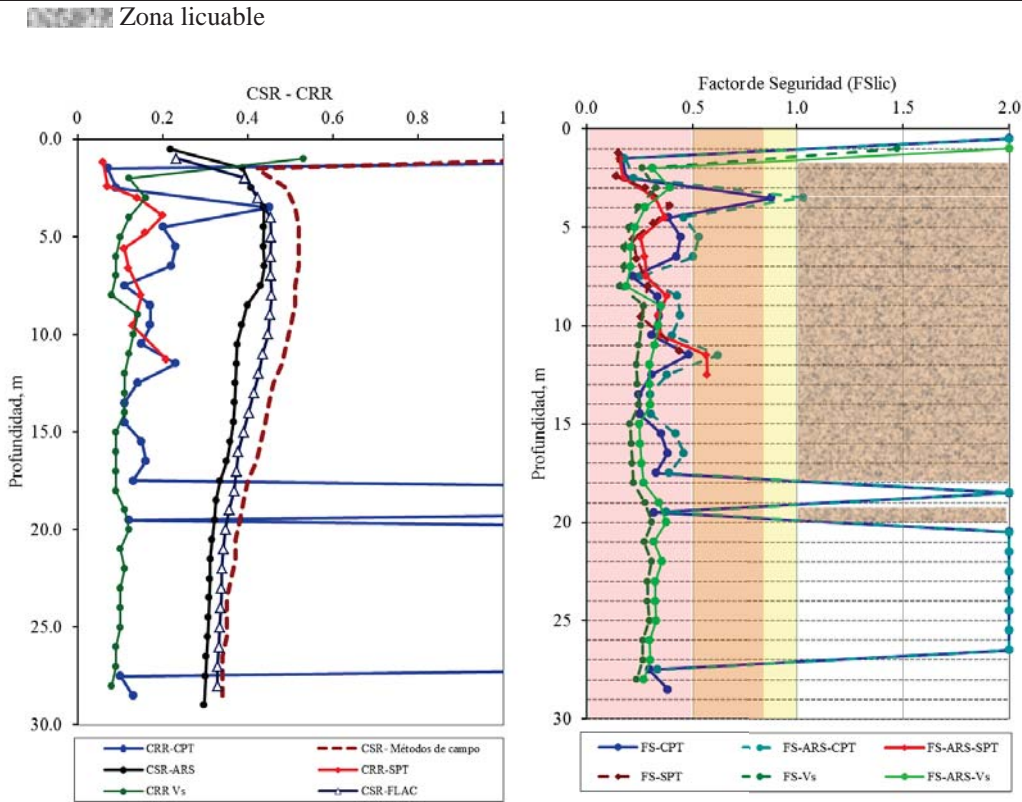 Zona licuable
CSR - CRR
0 0.2 0.4 0.6 0.8 1
0.0
5.0
10.0
15.0
20.0
25.0
30.0
Profundidad, m
CRR-CPT CSR- Métodos de campo
CSR-ARS CRR-SPT
CRR Vs CSR-FLAC
Factor de Seguridad (FSlic)
0.0 0.5 1.0 1.5 2.0
0
5
10
15
20
25
30
Profundidad, m
FS-CPT FS-ARS-CPT FS-ARS-SPT
FS-SPT FS-Vs FS-ARS-Vs